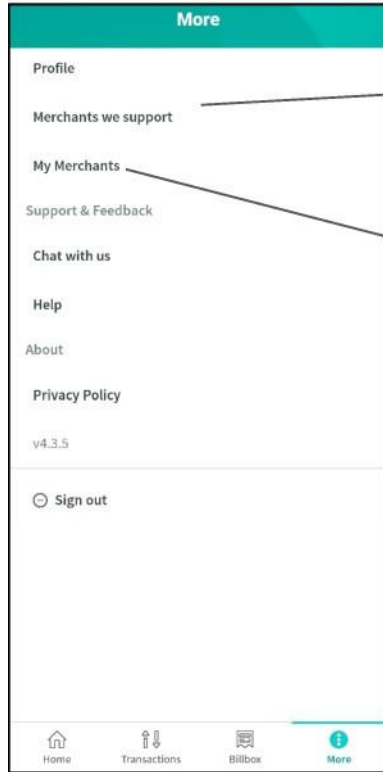 More
Profile
Merchants we support
My Merchants
Support & Feedback
Chat with us
Help
About
Privacy Policy
v4.3.5
Sign out
Home Transactions Billbox More